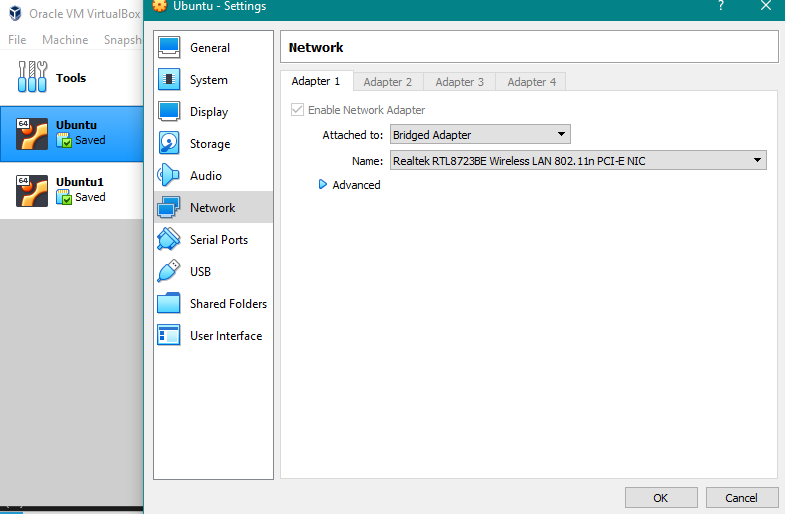 Oracle VM VirtualBox
File Machine Snapsh
Tools
64
Ubuntu
Saved
64
Ubuntu1
Saved
Ubuntu - Settings
?
General
System
Display
Storage
Audio
Network
Serial Ports
USB
Shared Folders
User Interface
Network
Adapter 1 Adapter 2 Adapter 3 Adapter 4
Enable Network Adapter
Attached to: Bridged Adapter
Name: Realtek RTL8723BE Wireless LAN 802.11n PCI-E NIC
Advanced
OK Cancel